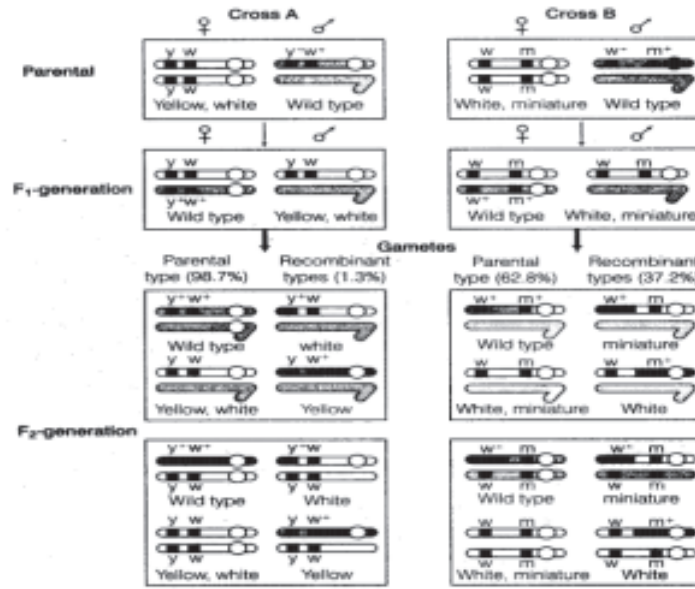 Cross A Cross B
♀ ♂ ♀ ♂
Parental
y w y⁻w⁺ w m w⁻ m⁺
y w w m
Yellow, white Wild type White, miniature Wild type
♀ ♂ ♀ ♂
F₁-generation
y w y w w m w m
y⁺w⁺ w⁺ m⁺
Wild type Yellow, white Wild type White, miniature
Gametes
Parental type (98.7%) Recombinant types (1.3%) Parental type (62.8%) Recombinant types (37.2%)
y⁺w⁺ y⁺w w⁺ m⁺ w⁺ m
Wild type white Wild type miniature
y w y w⁺ w m w m⁺
Yellow, white Yellow White, miniature White
F₂-generation
y⁺w⁺ y⁻w w⁻ m w⁻ m
y w y w w m w m
Wild type White Wild type miniature
y w y w⁺ w m w m⁺
y w y w w m w m
Yellow, white Yellow White, miniature White